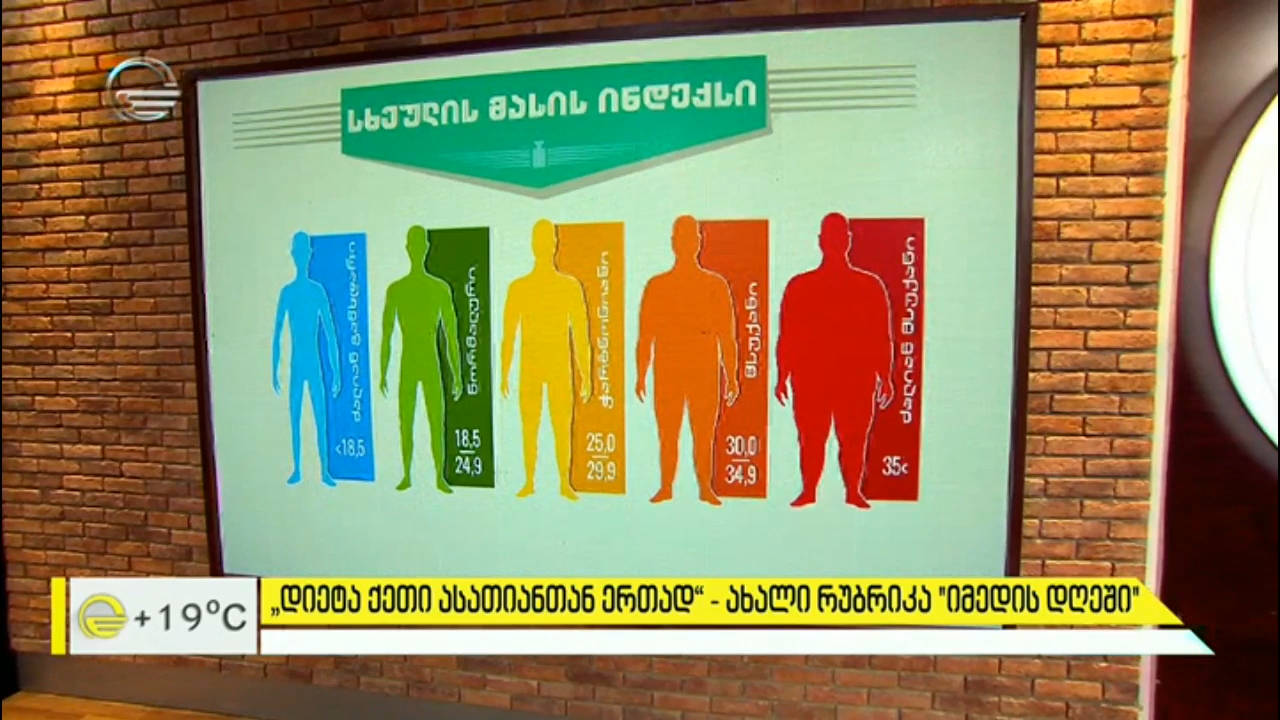 სხეულის მასის ინდექსი
ძალიან გამხდარი
<18,5
ნორმალური
18,5
24,9
ჭარბწონიანი
25,0
29,9
მსუქანი
30,0
34,9
ძალიან მსუქანი
35<
+19°C
„დიეტა ქეთი ასათიანთან ერთად“ - ახალი რუბრიკა "იმედის დღეში"